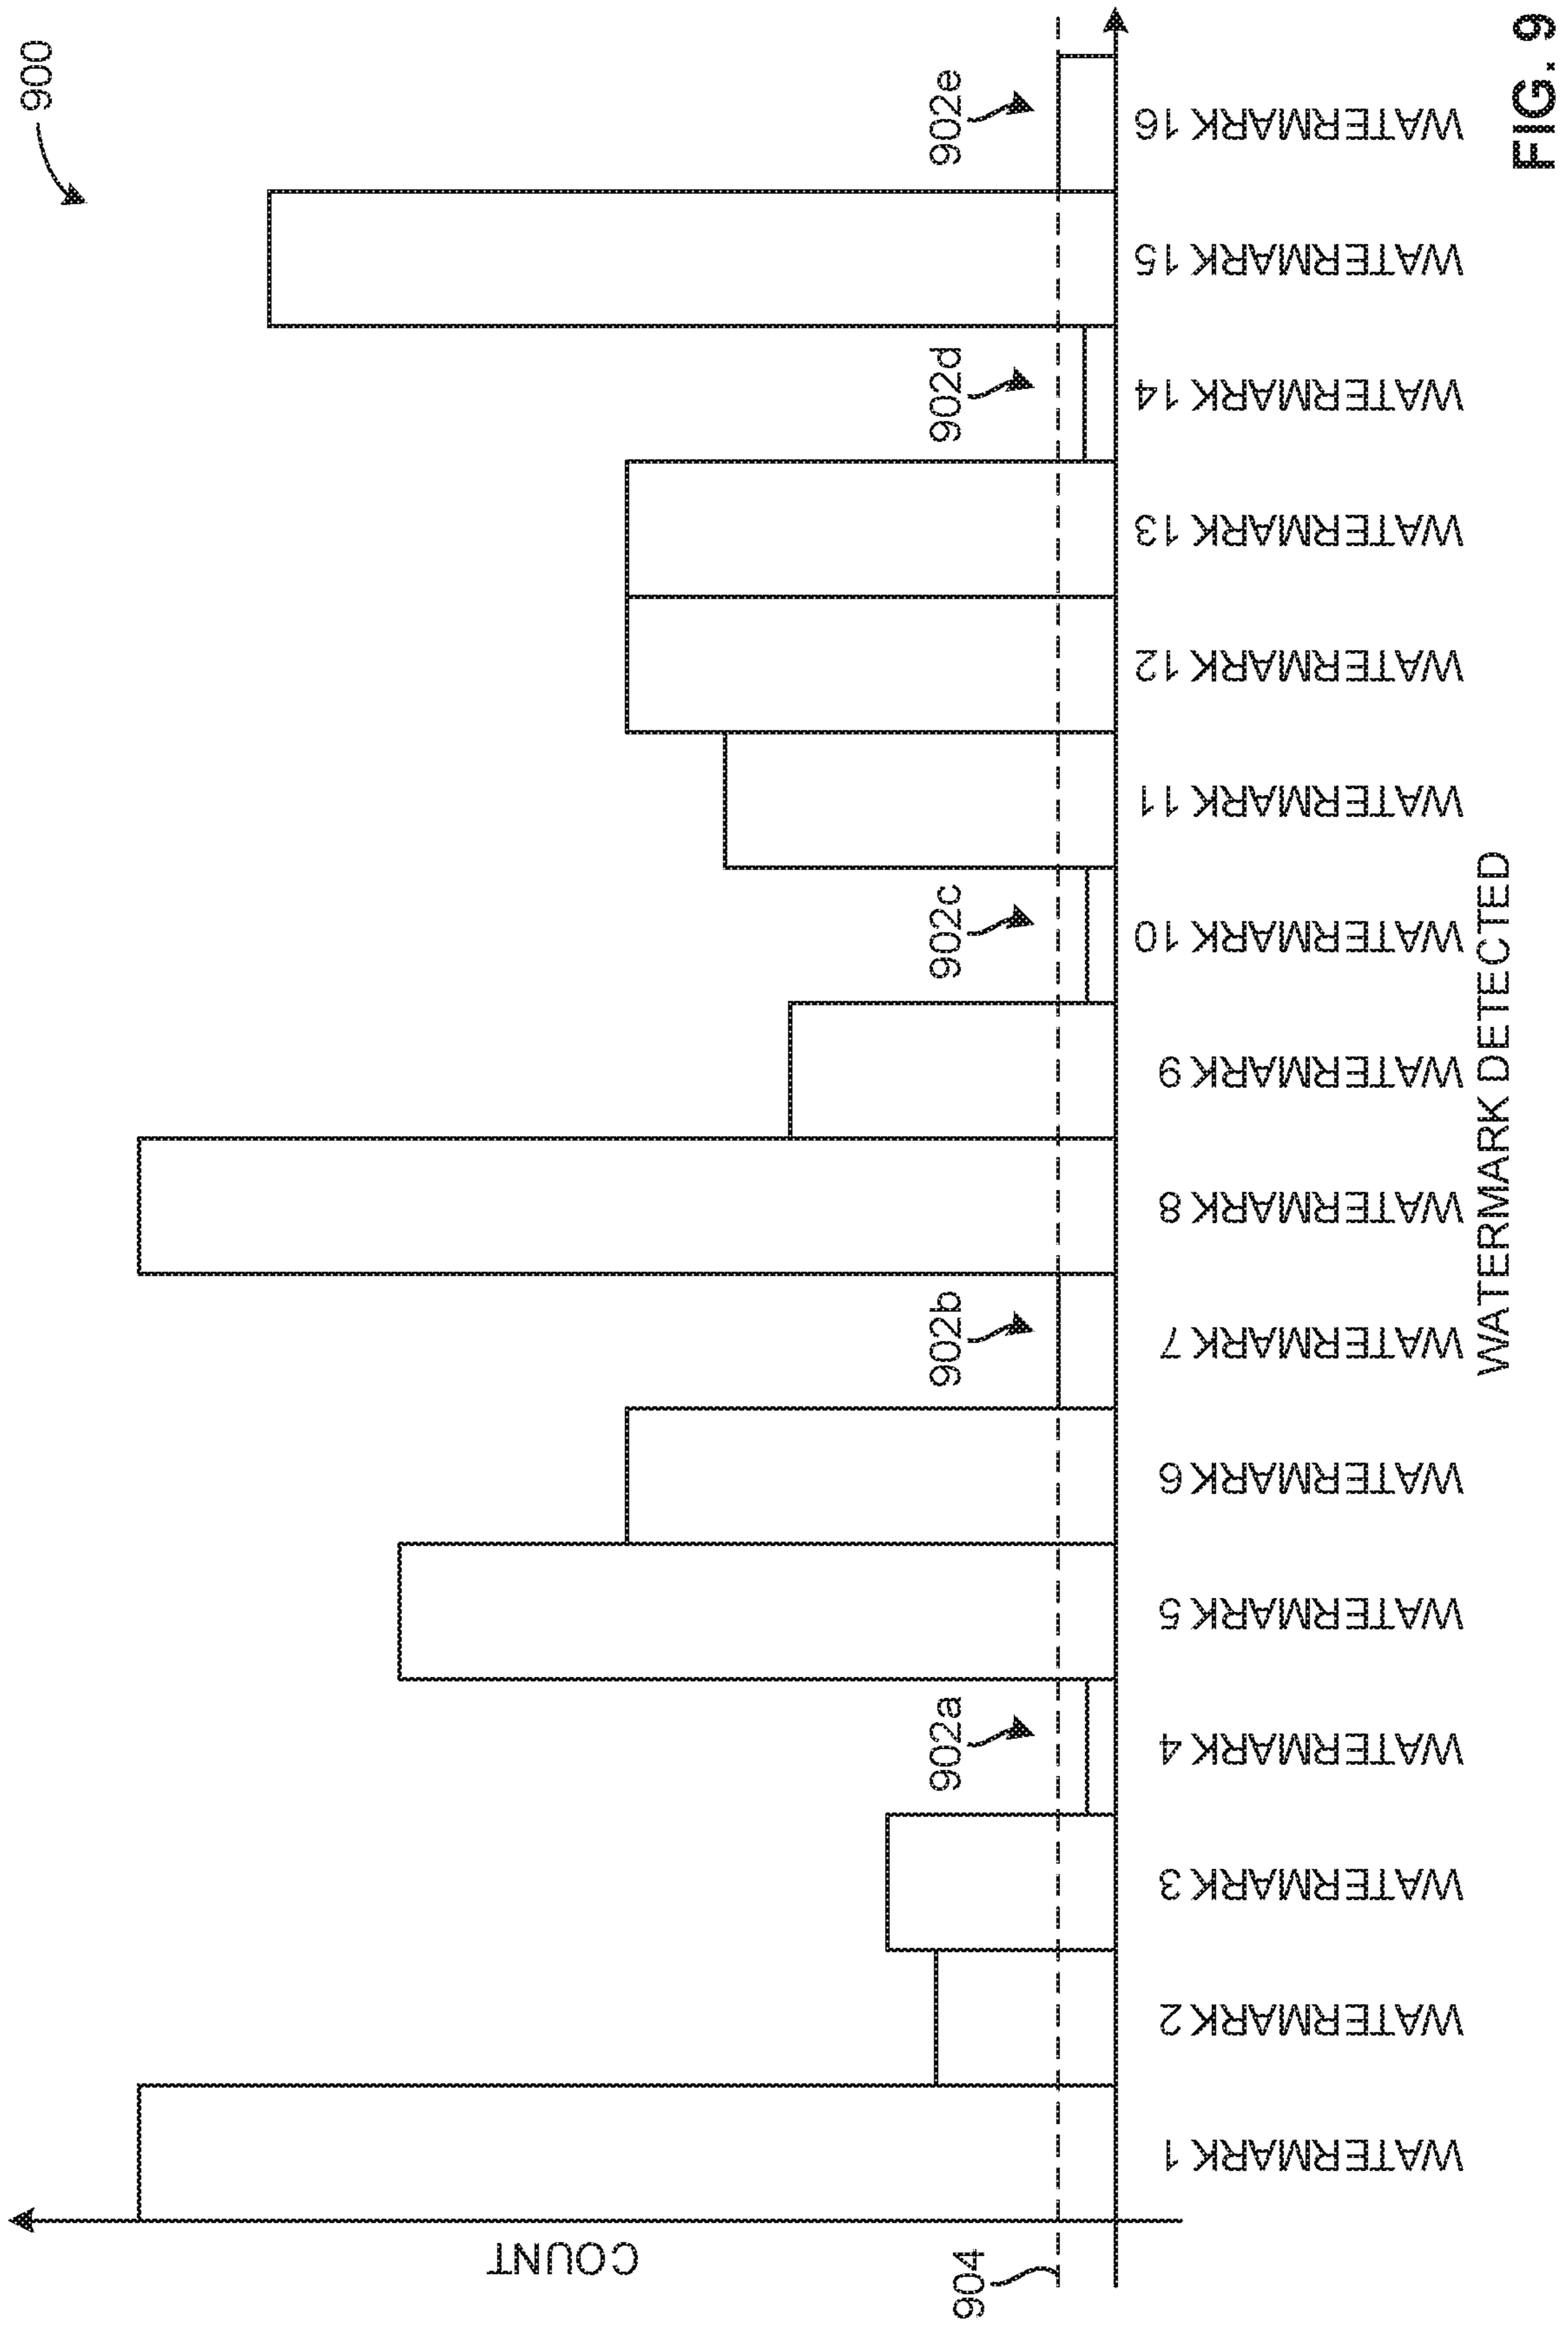 900
COUNT
904
902a
902b
902c
902d
902e
WATERMARK 1
WATERMARK 2
WATERMARK 3
WATERMARK 4
WATERMARK 5
WATERMARK 6
WATERMARK 7
WATERMARK 8
WATERMARK 9
WATERMARK 10
WATERMARK 11
WATERMARK 12
WATERMARK 13
WATERMARK 14
WATERMARK 15
WATERMARK 16
WATERMARK DETECTED
FIG. 9